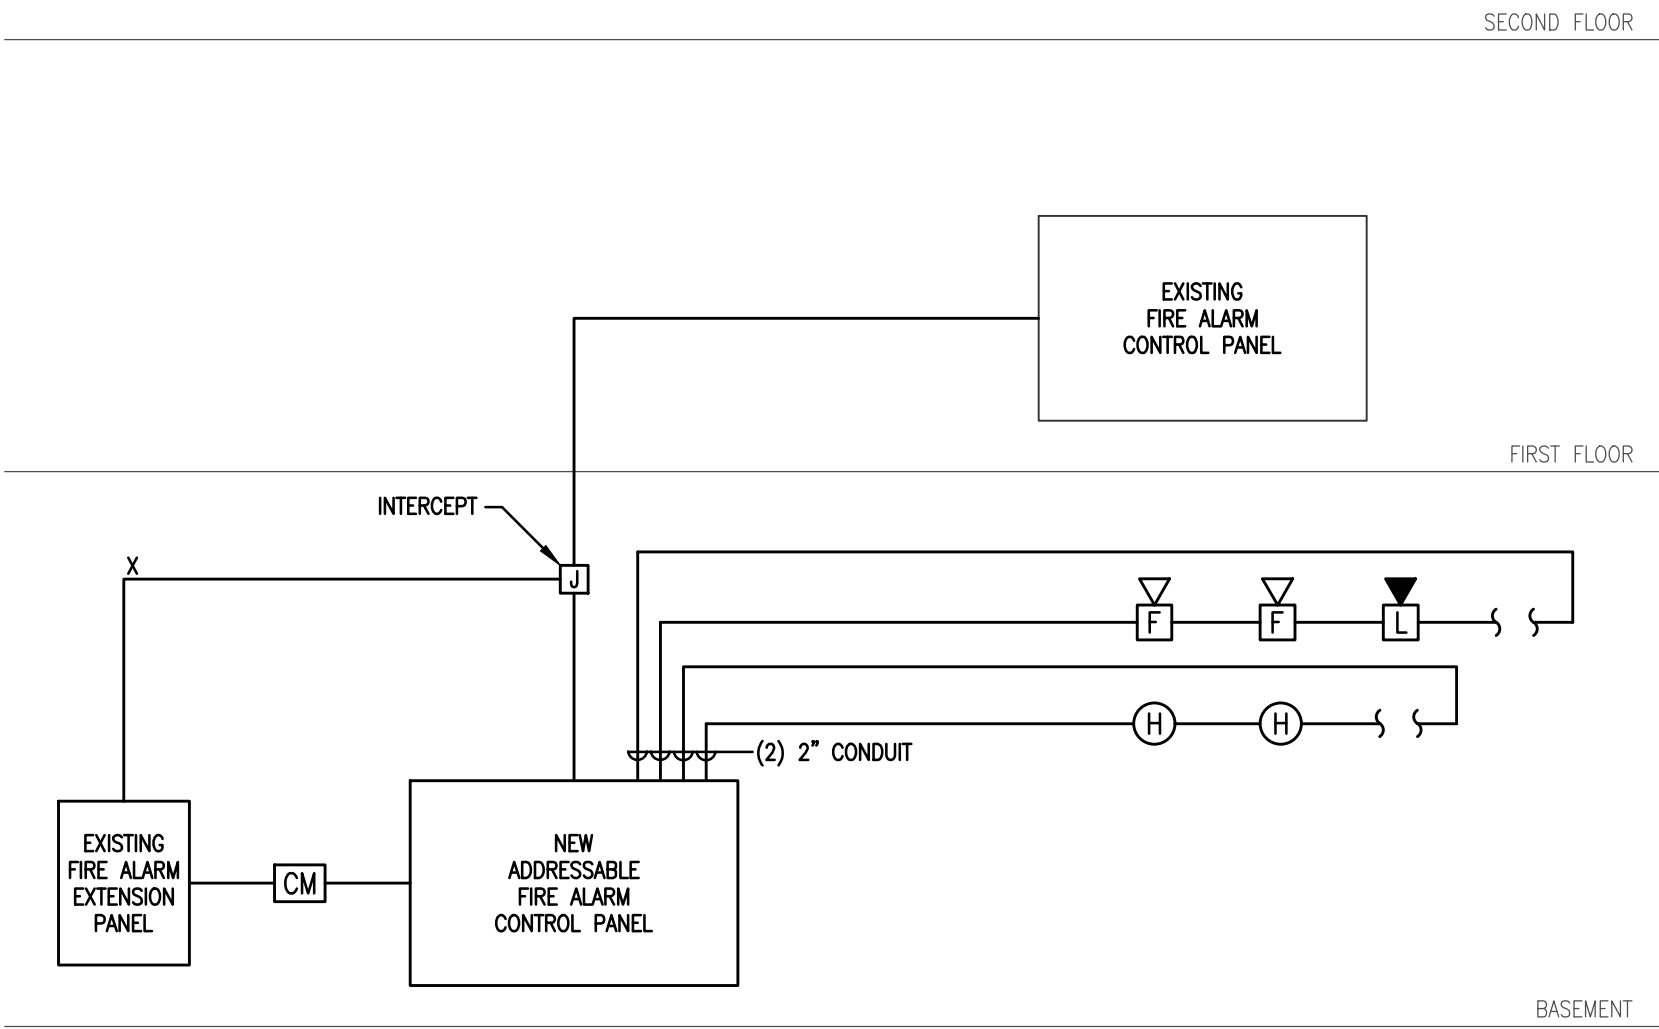 SECOND FLOOR
EXISTING
FIRE ALARM
CONTROL PANEL
FIRST FLOOR
INTERCEPT
X
J
F
F
L
H
H
(2) 2" CONDUIT
EXISTING
FIRE ALARM
EXTENSION
PANEL
CM
NEW
ADDRESSABLE
FIRE ALARM
CONTROL PANEL
BASEMENT